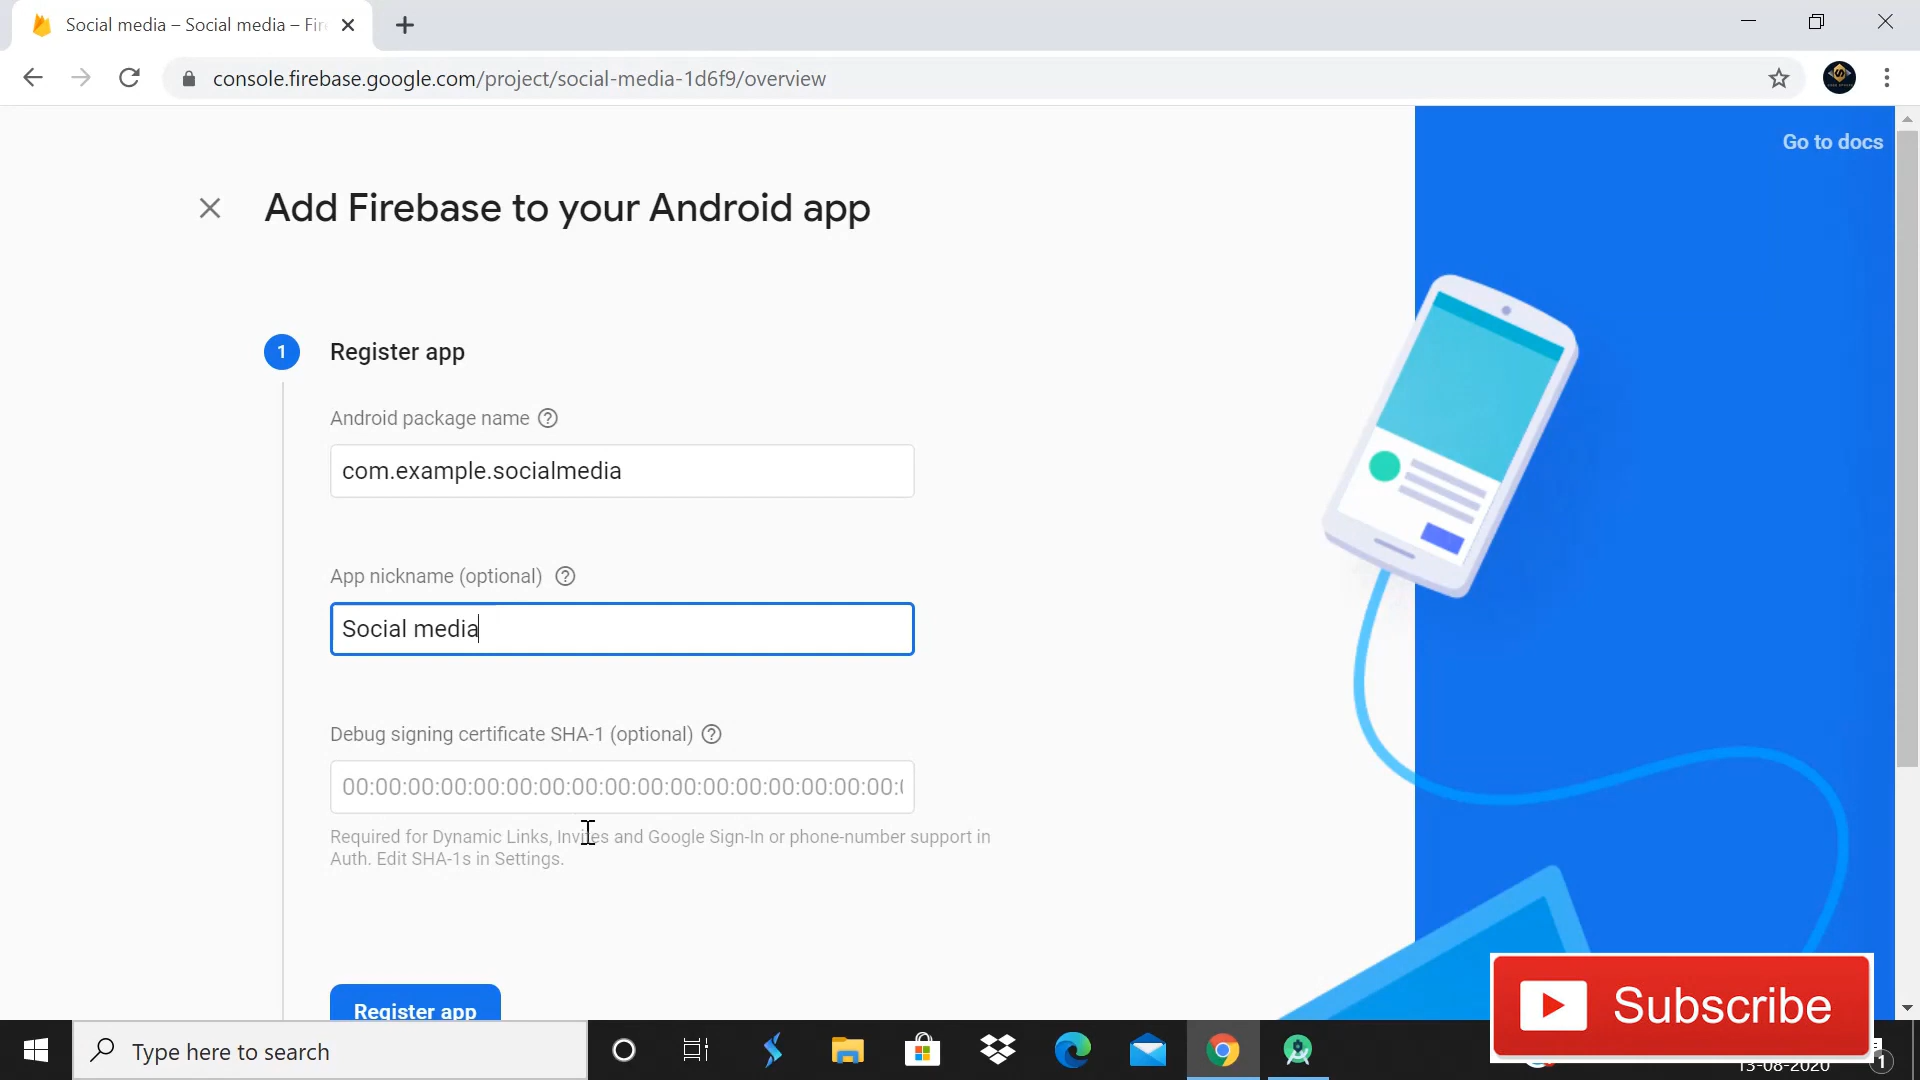 Social media – Social media – Fir
console.firebase.google.com/project/social-media-1d6f9/overview
Go to docs
Add Firebase to your Android app
1
Register app
Android package name ?
com.example.socialmedia
App nickname (optional) ?
Social media
Debug signing certificate SHA-1 (optional) ?
00:00:00:00:00:00:00:00:00:00:00:00:00:00:00:00:00:
Required for Dynamic Links, Invites and Google Sign-In or phone-number support in
Auth. Edit SHA-1s in Settings.
Register app
Subscribe
Type here to search
13-08-2020
1